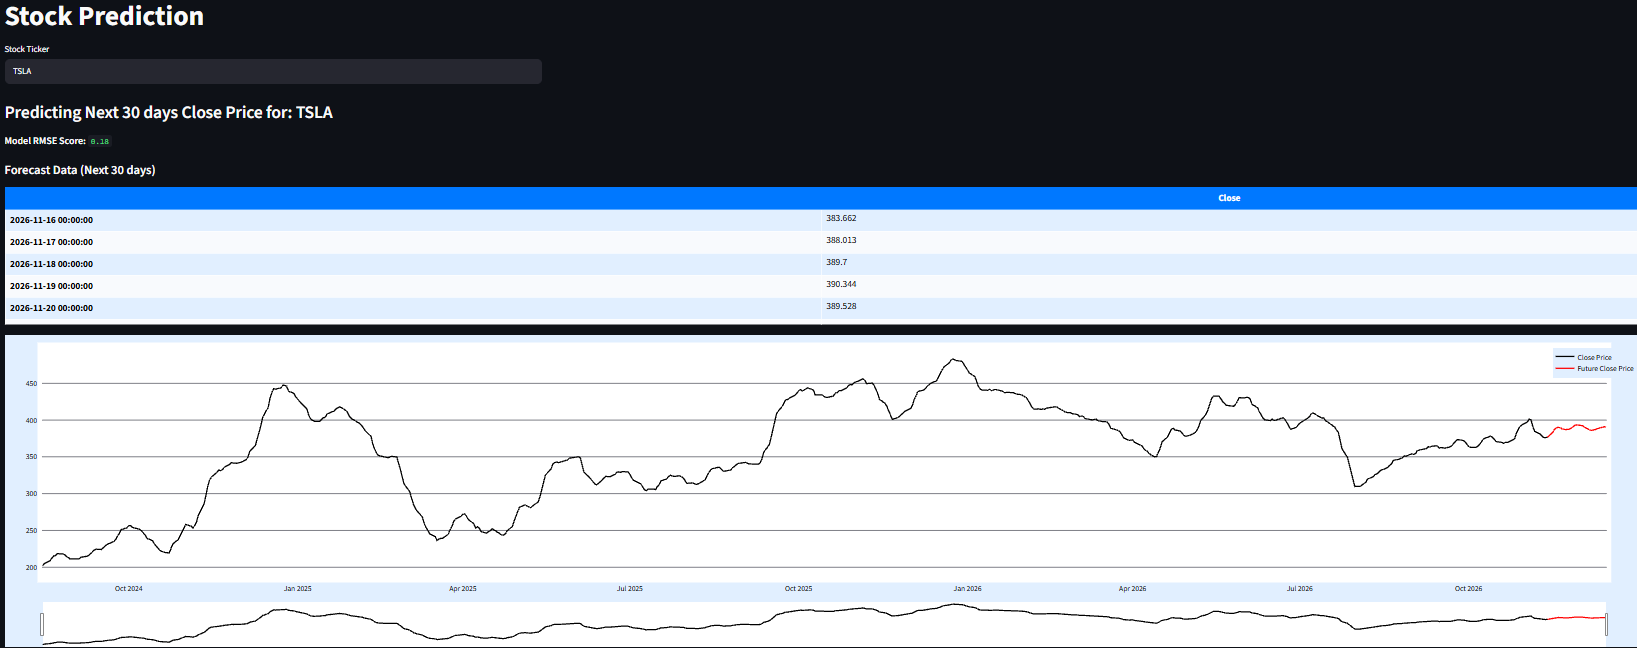 Stock Prediction
Stock Ticker
TSLA
Predicting Next 30 days Close Price for: TSLA
Model RMSE Score: 0.18
Forecast Data (Next 30 days)
Close
2026-11-16 00:00:00 383.662
2026-11-17 00:00:00 388.013
2026-11-18 00:00:00 389.7
2026-11-19 00:00:00 390.344
2026-11-20 00:00:00 389.528
Close Price
Future Close Price
450
400
350
300
250
200
Oct 2024 Jan 2025 Apr 2025 Jul 2025 Oct 2025 Jan 2026 Apr 2026 Jul 2026 Oct 2026